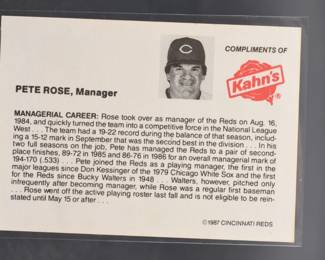 COMPLIMENTS OF
Kahn's
PETE ROSE, Manager
MANAGERIAL CAREER: Rose took over as manager of the Reds on Aug. 16,
1984, and quickly turned the team into a competitive force in the National League
West . . . The team had a 19-22 record during the balance of that season, includ-
ing a 15-12 mark in September that was the second best in the division . . . In his
two full seasons on the job, Pete has managed the Reds to a pair of second-
place finishes, 89-72 in 1985 and 86-76 in 1986 for an overall managerial mark of
194-170 (.533) . . . Pete joined the Reds as a playing manager, the first in the
major leagues since Don Kessinger of the 1979 Chicago White Sox and the first
for the Reds since Bucky Walters in 1948 . . . Walters, however, pitched only
infrequently after becoming manager, while Rose was a regular first baseman
. . . Rose went off the active playing roster last fall and is not eligible to be rein-
stated until May 15 or after . . .
©1987 CINCINNATI REDS